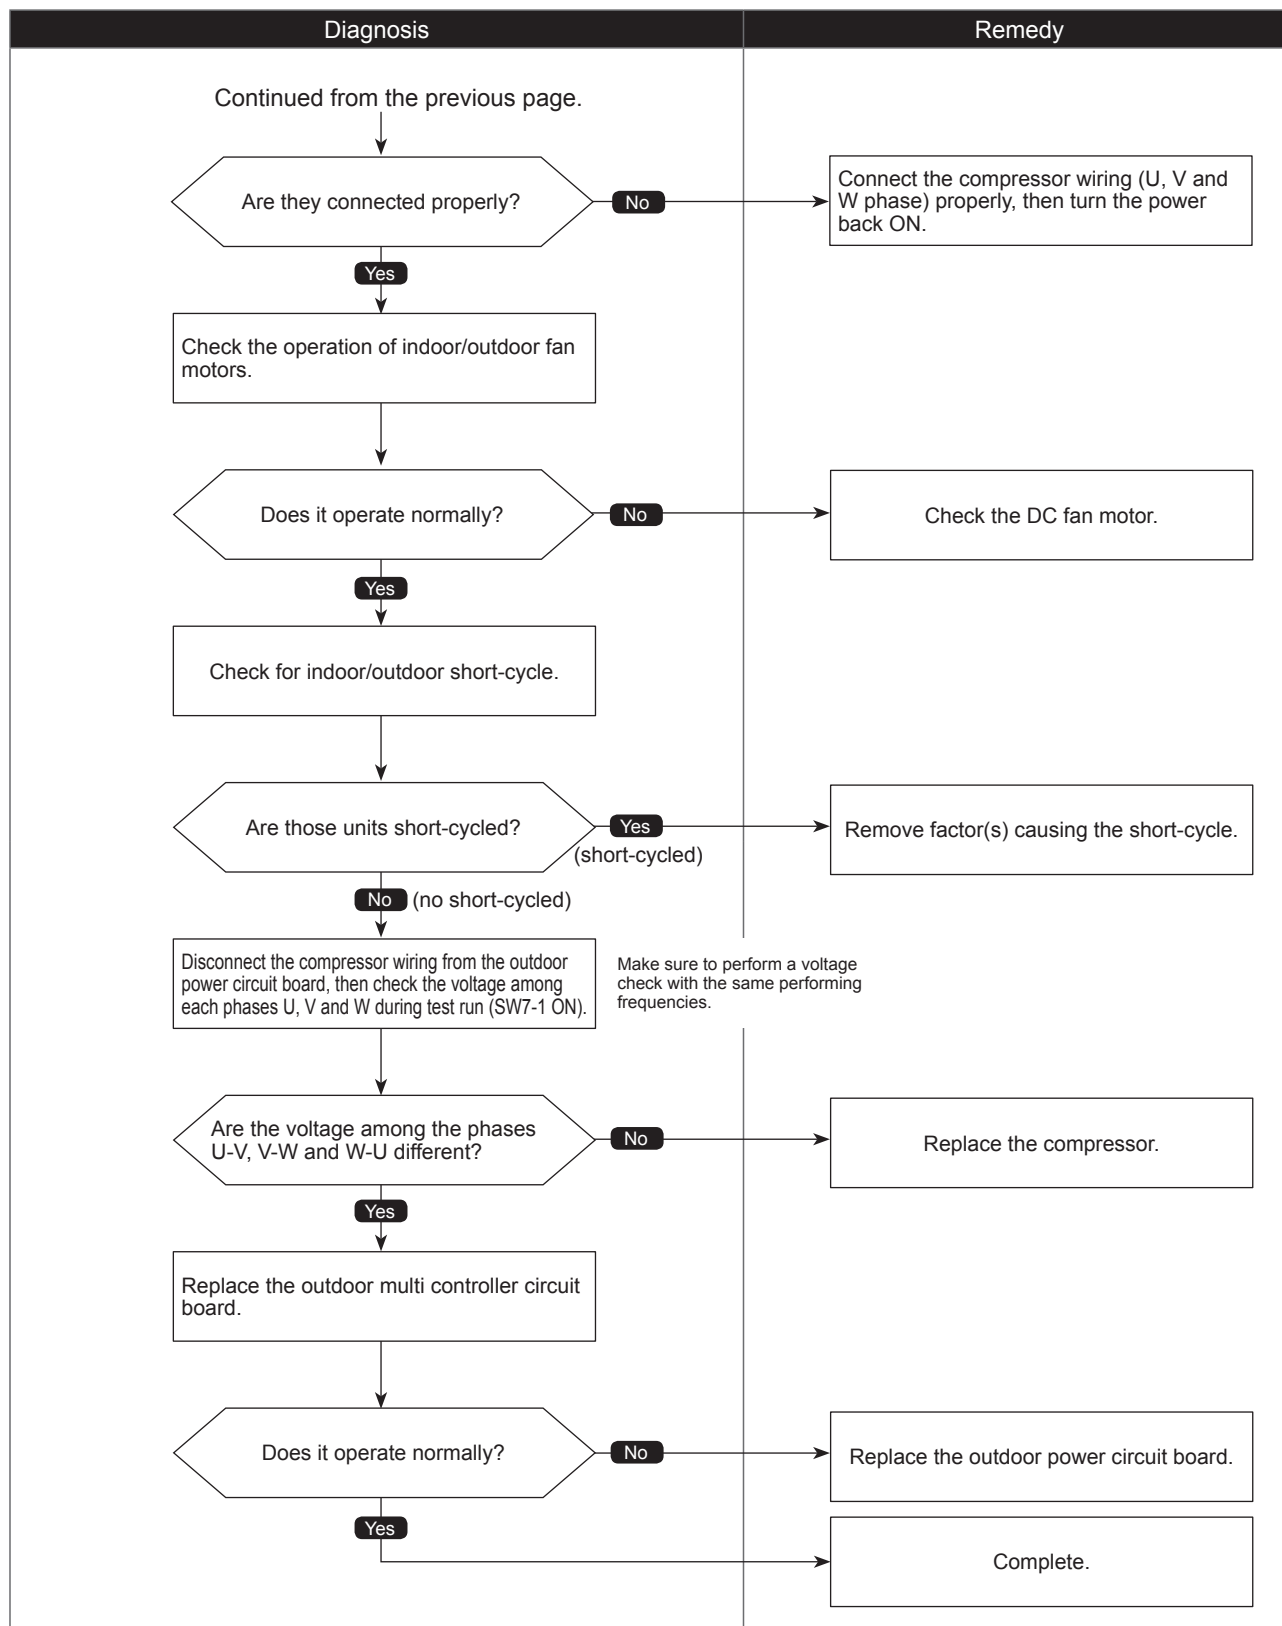 Diagnosis
Remedy
Continued from the previous page.
Are they connected properly?
No
Connect the compressor wiring (U, V and
W phase) properly, then turn the power
back ON.
Yes
Check the operation of indoor/outdoor fan
motors.
Does it operate normally?
No
Check the DC fan motor.
Yes
Check for indoor/outdoor short-cycle.
Are those units short-cycled?
Yes
(short-cycled)
Remove factor(s) causing the short-cycle.
No (no short-cycled)
Disconnect the compressor wiring from the outdoor
power circuit board, then check the voltage among
each phases U, V and W during test run (SW7-1 ON).
Make sure to perform a voltage
check with the same performing
frequencies.
Are the voltage among the phases
U-V, V-W and W-U different?
No
Replace the compressor.
Yes
Replace the outdoor multi controller circuit
board.
Does it operate normally?
No
Replace the outdoor power circuit board.
Yes
Complete.